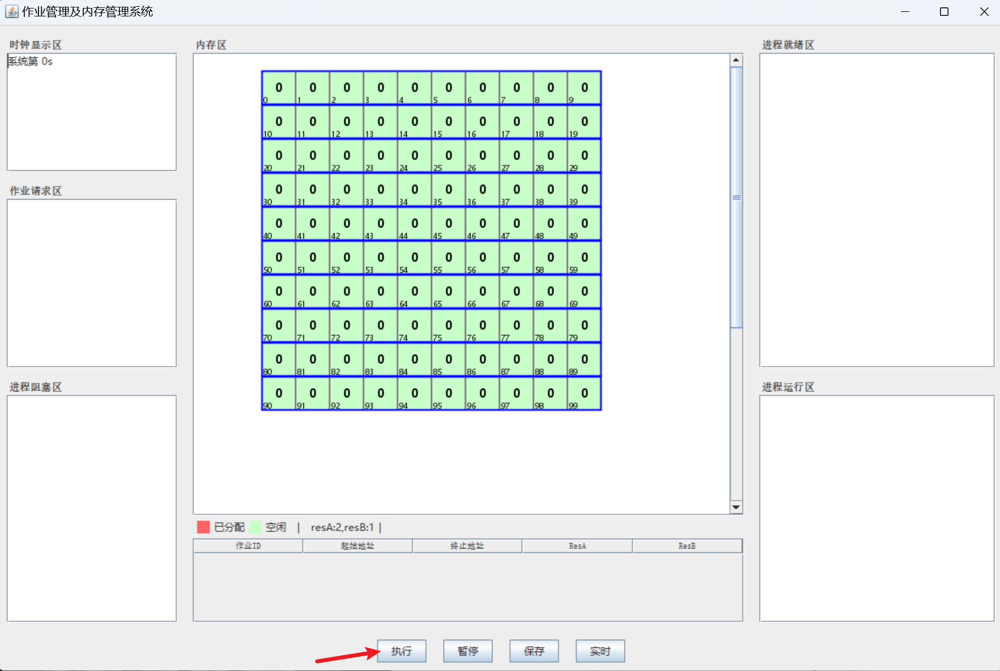 作业管理及内存管理系统
时钟显示区
系统第 0s
作业请求区
进程阻塞区
内存区
0 0 0 0 0 0 0 0 0 0
0 1 2 3 4 5 6 7 8 9
0 0 0 0 0 0 0 0 0 0
10 11 12 13 14 15 16 17 18 19
0 0 0 0 0 0 0 0 0 0
20 21 22 23 24 25 26 27 28 29
0 0 0 0 0 0 0 0 0 0
30 31 32 33 34 35 36 37 38 39
0 0 0 0 0 0 0 0 0 0
40 41 42 43 44 45 46 47 48 49
0 0 0 0 0 0 0 0 0 0
50 51 52 53 54 55 56 57 58 59
0 0 0 0 0 0 0 0 0 0
60 61 62 63 64 65 66 67 68 69
0 0 0 0 0 0 0 0 0 0
70 71 72 73 74 75 76 77 78 79
0 0 0 0 0 0 0 0 0 0
80 81 82 83 84 85 86 87 88 89
0 0 0 0 0 0 0 0 0 0
90 91 92 93 94 95 96 97 98 99
已分配 空闲 | resA:2,resB:1 |
作业ID 起始地址 终止地址 ResA ResB
进程就绪区
进程运行区
执行 暂停 保存 实时